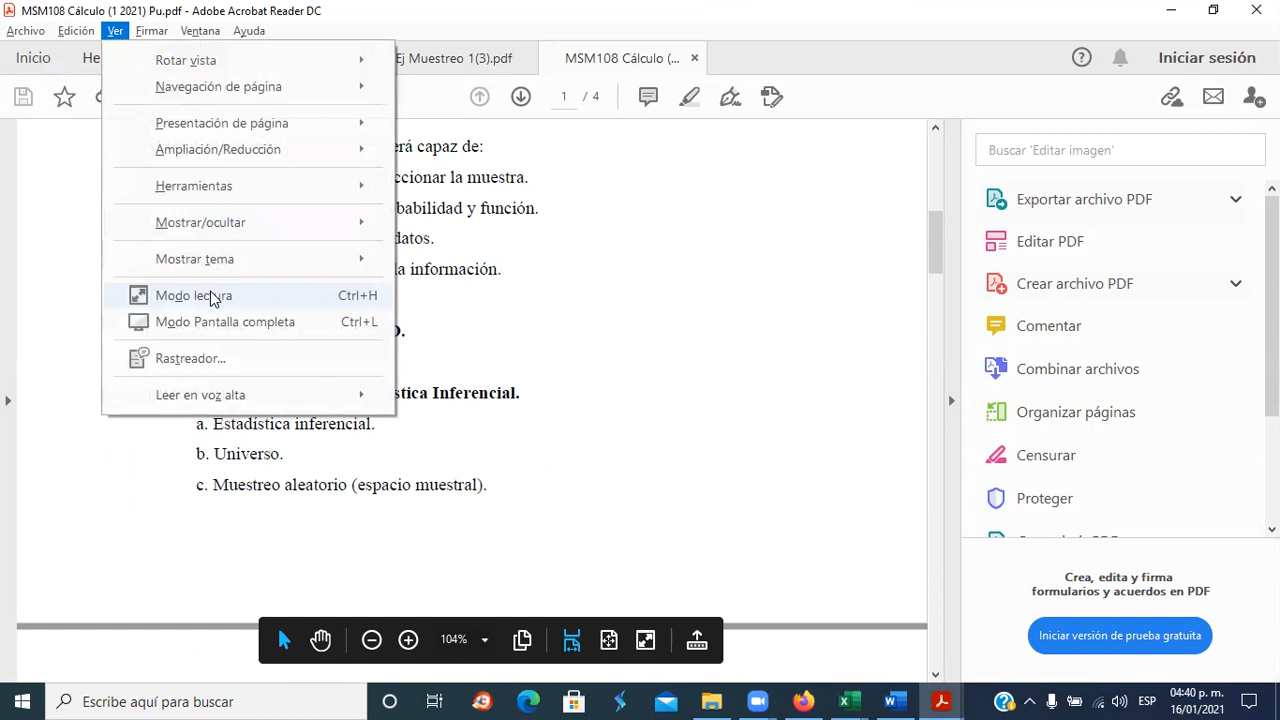 MSM108 Cálculo (1 2021) Pu.pdf - Adobe Acrobat Reader DC
Archivo Edición Ver Firmar Ventana Ayuda
Inicio He Ej Muestreo 1(3).pdf MSM108 Cálculo (... Iniciar sesión
1 / 4
Rotar vista
Navegación de página
Presentación de página
Ampliación/Reducción
Herramientas
Mostrar/ocultar
Mostrar tema
Modo lectura Ctrl+H
Modo Pantalla completa Ctrl+L
Rastreador...
Leer en voz alta
erá capaz de:
ccionar la muestra.
babilidad y función.
datos.
la información.
O.
stica Inferencial.
a. Estadística inferencial.
b. Universo.
c. Muestreo aleatorio (espacio muestral).
104%
Buscar 'Editar imagen'
Exportar archivo PDF
Editar PDF
Crear archivo PDF
Comentar
Combinar archivos
Organizar páginas
Censurar
Proteger
Crea, edita y firma
formularios y acuerdos en PDF
Iniciar versión de prueba gratuita
Escribe aquí para buscar
ESP
04:40 p. m.
16/01/2021